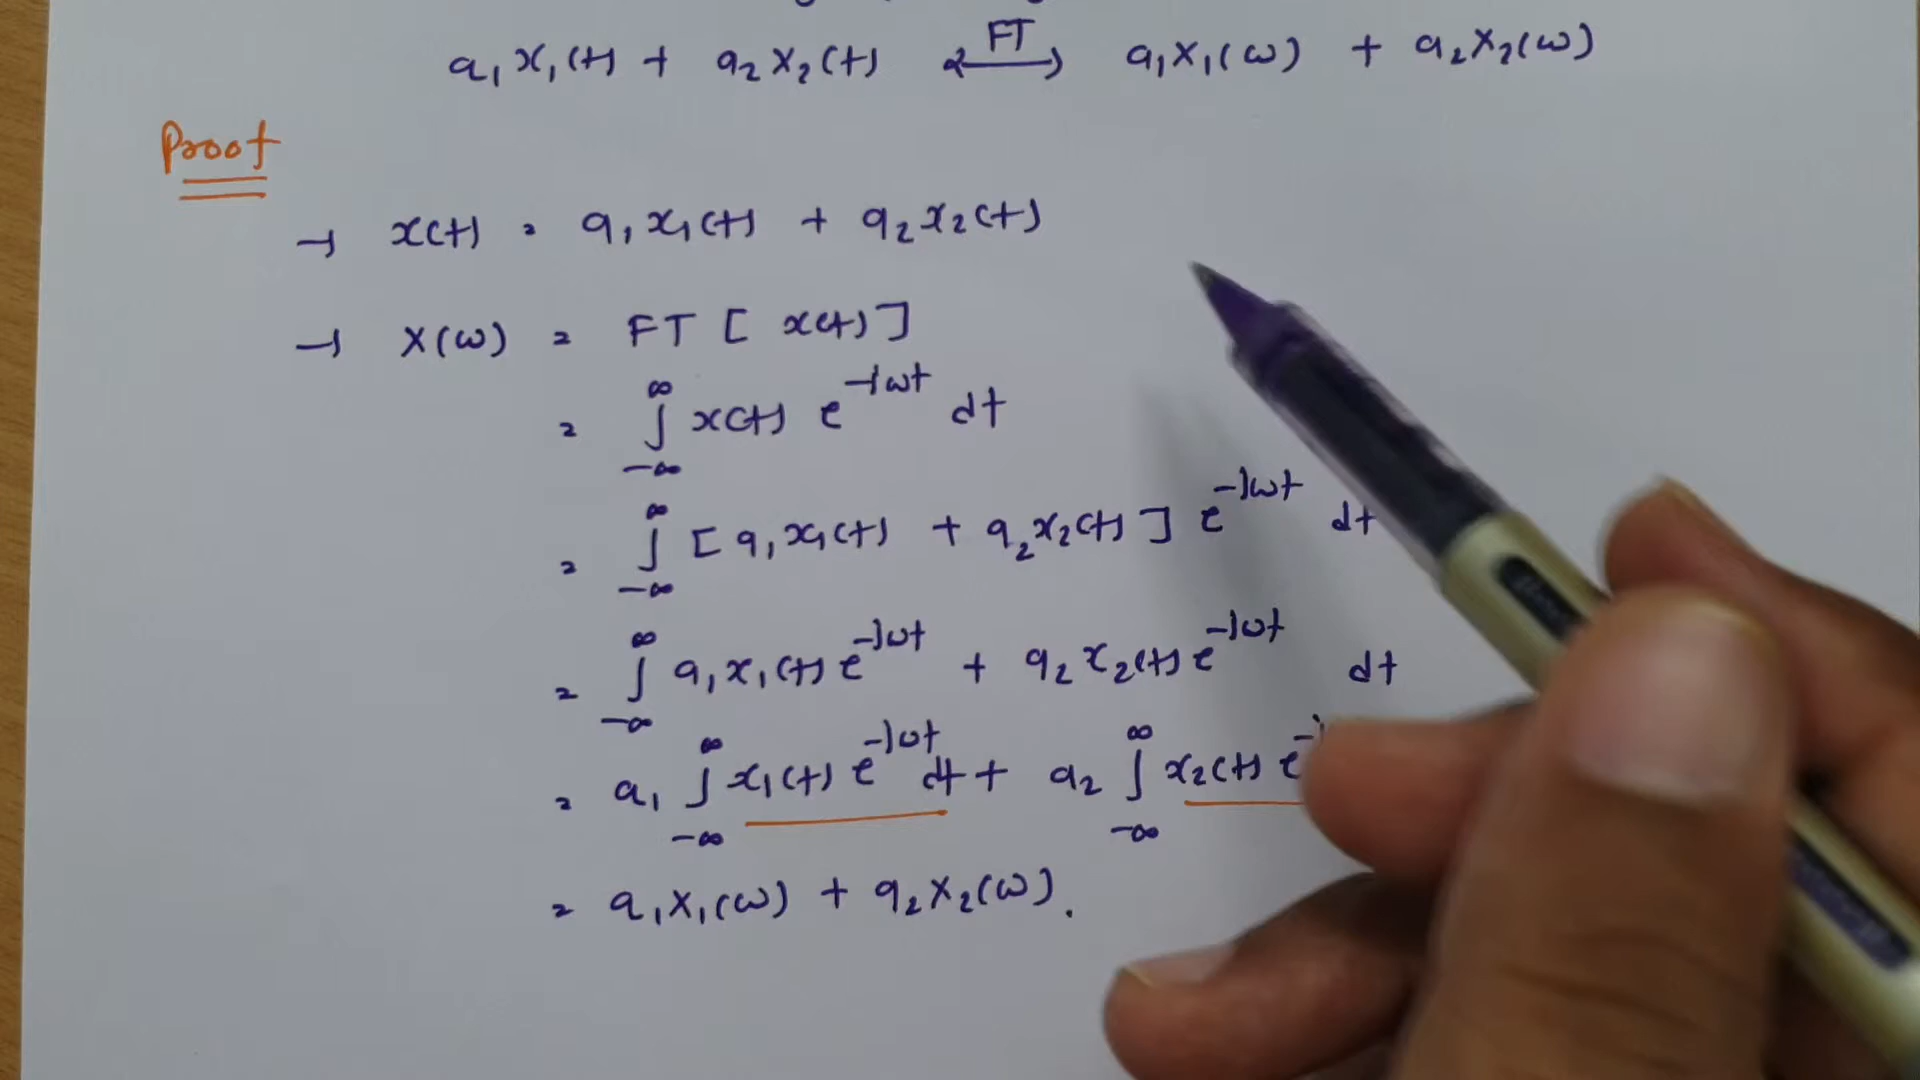 a₁x₁(t) + a₂x₂(t) ⟷ FT a₁X₁(ω) + a₂X₂(ω)
Proof
→ x(t) = a₁x₁(t) + a₂x₂(t)
→ X(ω) = FT [ x(t) ]
= ∫_{-∞}^{∞} x(t) e^{-jωt} dt
= ∫_{-∞}^{∞} [ a₁x₁(t) + a₂x₂(t) ] e^{-jωt} dt
= ∫_{-∞}^{∞} a₁x₁(t) e^{-jωt} + a₂x₂(t) e^{-jωt} dt
= a₁ ∫_{-∞}^{∞} x₁(t) e^{-jωt} dt + a₂ ∫_{-∞}^{∞} x₂(t) e
= a₁X₁(ω) + a₂X₂(ω).